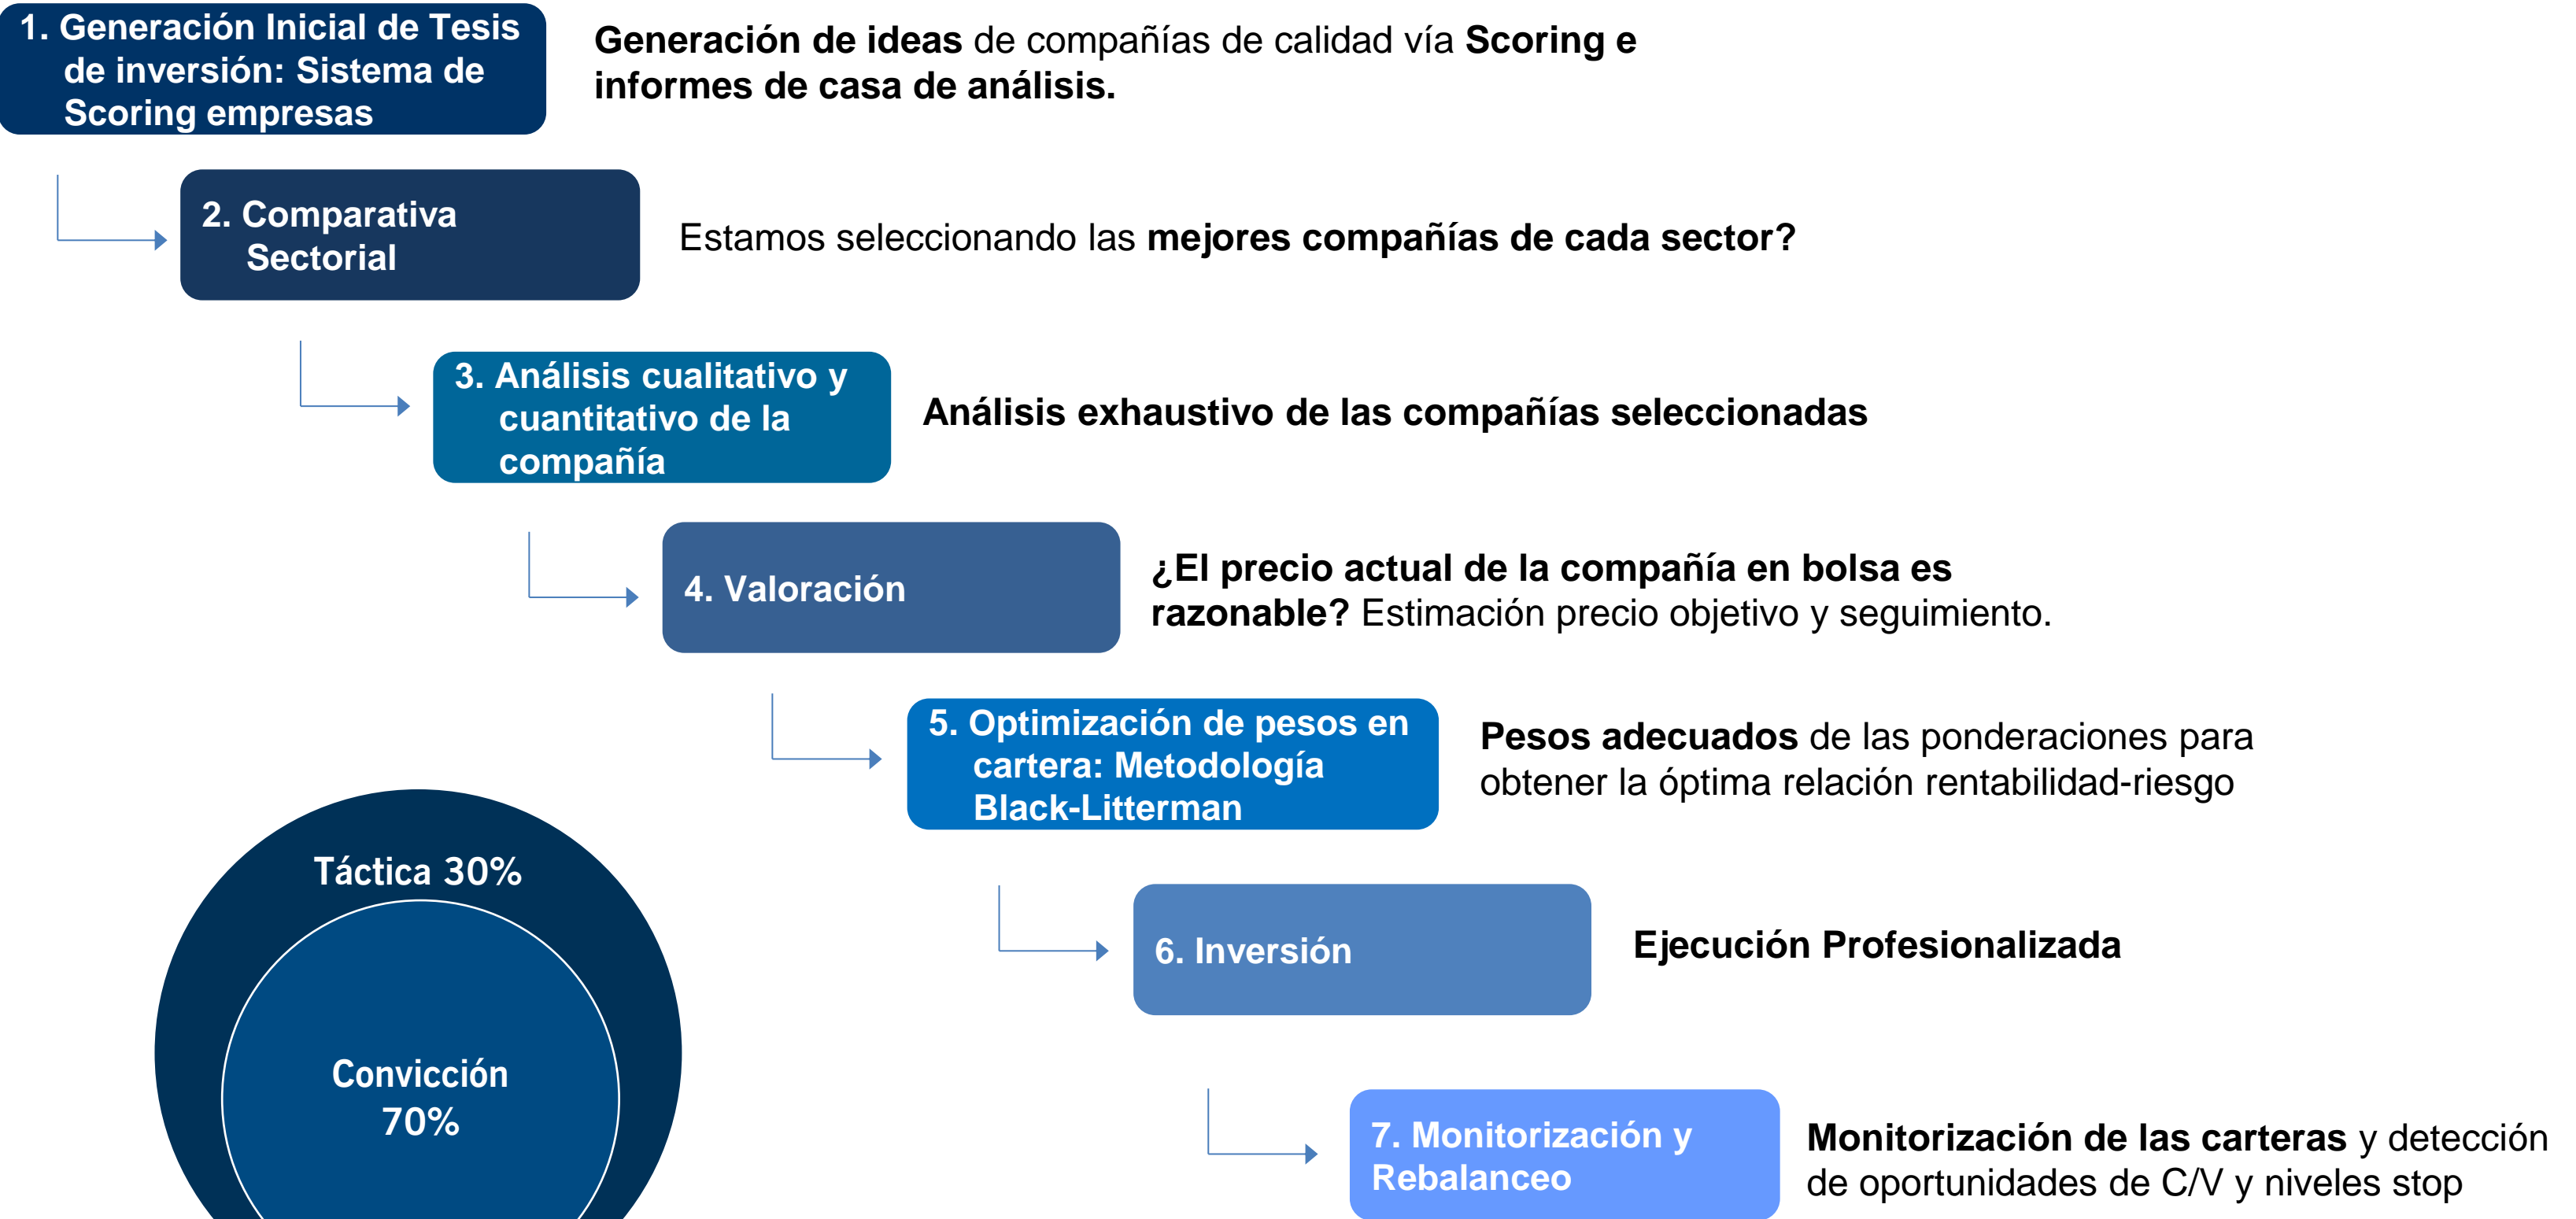 1. Generación Inicial de Tesis
de inversión: Sistema de
Scoring empresas
Generación de ideas de compañías de calidad vía Scoring e
informes de casa de análisis.
2. Comparativa
Sectorial
Estamos seleccionando las mejores compañías de cada sector?
3. Análisis cualitativo y
cuantitativo de la
compañía
Análisis exhaustivo de las compañías seleccionadas
4. Valoración
¿El precio actual de la compañía en bolsa es
razonable? Estimación precio objetivo y seguimiento.
5. Optimización de pesos en
cartera: Metodología
Black-Litterman
Pesos adecuados de las ponderaciones para
obtener la óptima relación rentabilidad-riesgo
Táctica 30%
Convicción
70%
6. Inversión
Ejecución Profesionalizada
7. Monitorización y
Rebalanceo
Monitorización de las carteras y detección
de oportunidades de C/V y niveles stop